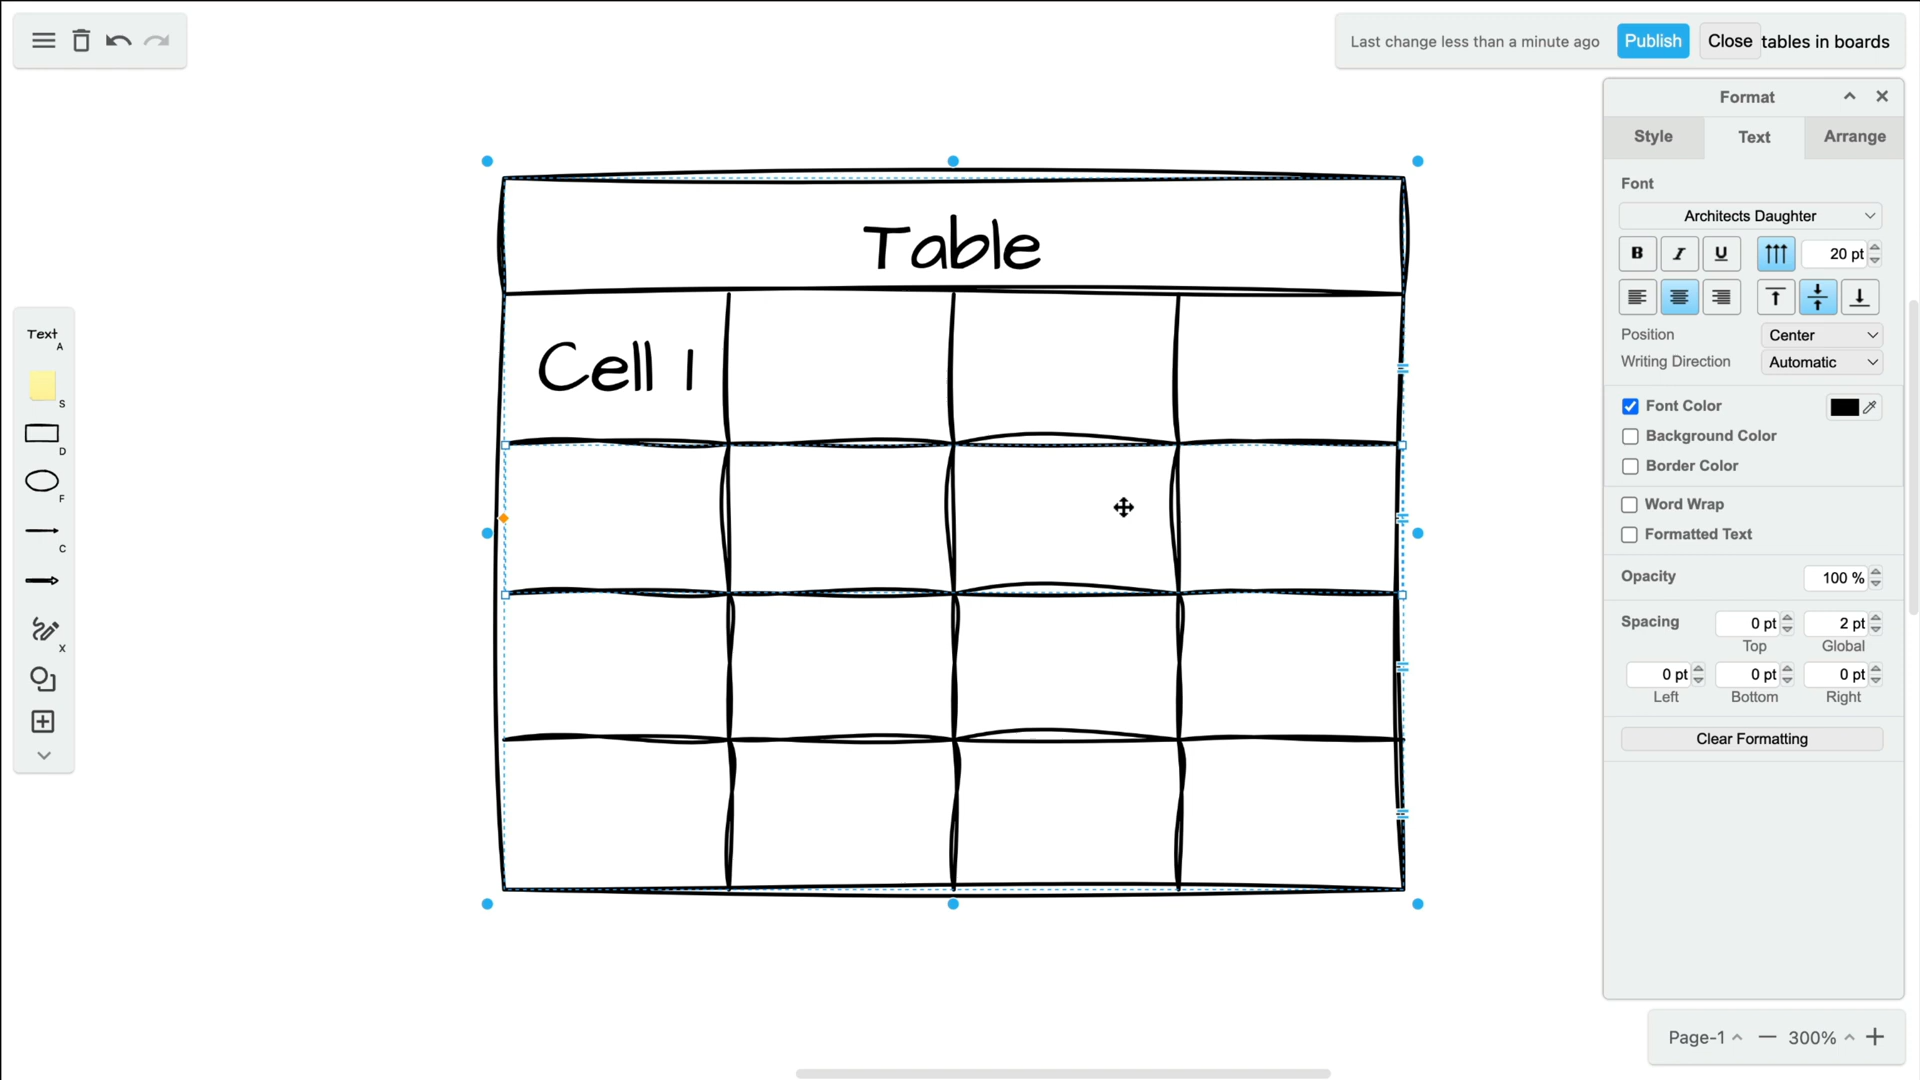 Last change less than a minute ago Publish Close tables in boards
Format
Style Text Arrange
Font
Architects Daughter
B I U 20 pt
Position Center
Writing Direction Automatic
Font Color
Background Color
Border Color
Word Wrap
Formatted Text
Opacity 100 %
Spacing 0 pt 2 pt
Top Global
0 pt 0 pt 0 pt
Left Bottom Right
Clear Formatting
Text
A
S
D
F
C
X
Table
Cell 1
Page-1 300%